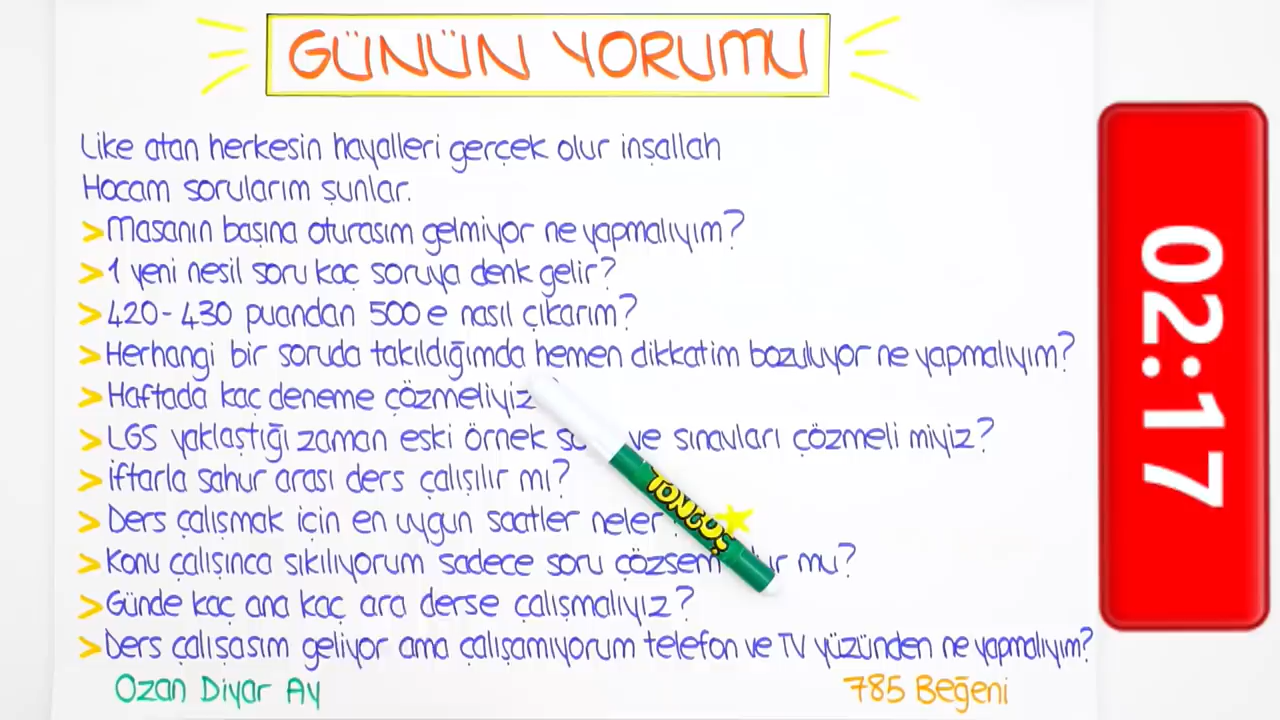 GÜNÜN YORUMU
Like atan herkesin hayalleri gerçek olur inşallah
Hocam sorularım şunlar.
>Masanın başına oturasım gelmiyor ne yapmalıyım?
>1 yeni nesil soru kaç soruya denk gelir?
>420-430 puandan 500 e nasıl çıkarım?
>Herhangi bir soruda takıldığımda hemen dikkatim bozuluyor ne yapmalıyım?
>Haftada kaç deneme çözmeliyiz
>LGS yaklaştığı zaman eski örnek ve sınavları çözmeli miyiz?
>İftarla sahur arası ders çalışılır mı?
>Ders çalışmak için en uygun saatler neler
>Konu çalışınca sıkılıyorum sadece soru çözsem mu?
>Günde kaç ana kaç ara derse çalışmalıyız?
>Ders çalışasım geliyor ama çalışamıyorum telefon ve TV yüzünden ne yapmalıyım?
Ozan Diyar Ay
785 Beğeni
TONGUÇ
02:17